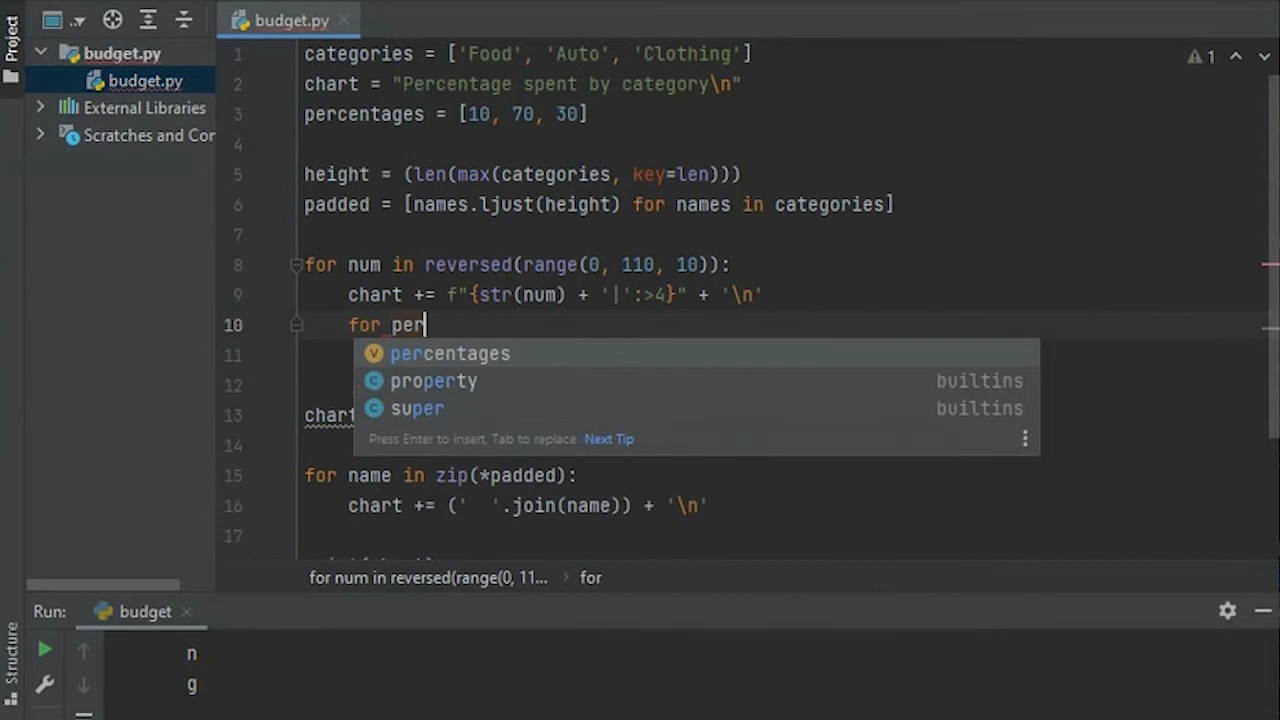 Project
budget.py
budget.py
budget.py
External Libraries
Scratches and Cor
1 categories = ['Food', 'Auto', 'Clothing']
1
2 chart = "Percentage spent by category\n"
3 percentages = [10, 70, 30]
4
5 height = (len(max(categories, key=len)))
6 padded = [names.ljust(height) for names in categories]
7
8 for num in reversed(range(0, 110, 10)):
9 chart += f"{str(num) + '|':>4}" + '\n'
10 for per
11
percentages
12
property builtins
super builtins
13 chart
Press Enter to insert, Tab to replace Next Tip
14
15 for name in zip(*padded):
16 chart += ('  '.join(name)) + '\n'
17
for num in reversed(range(0, 11... › for
Run: budget
Structure
n
g